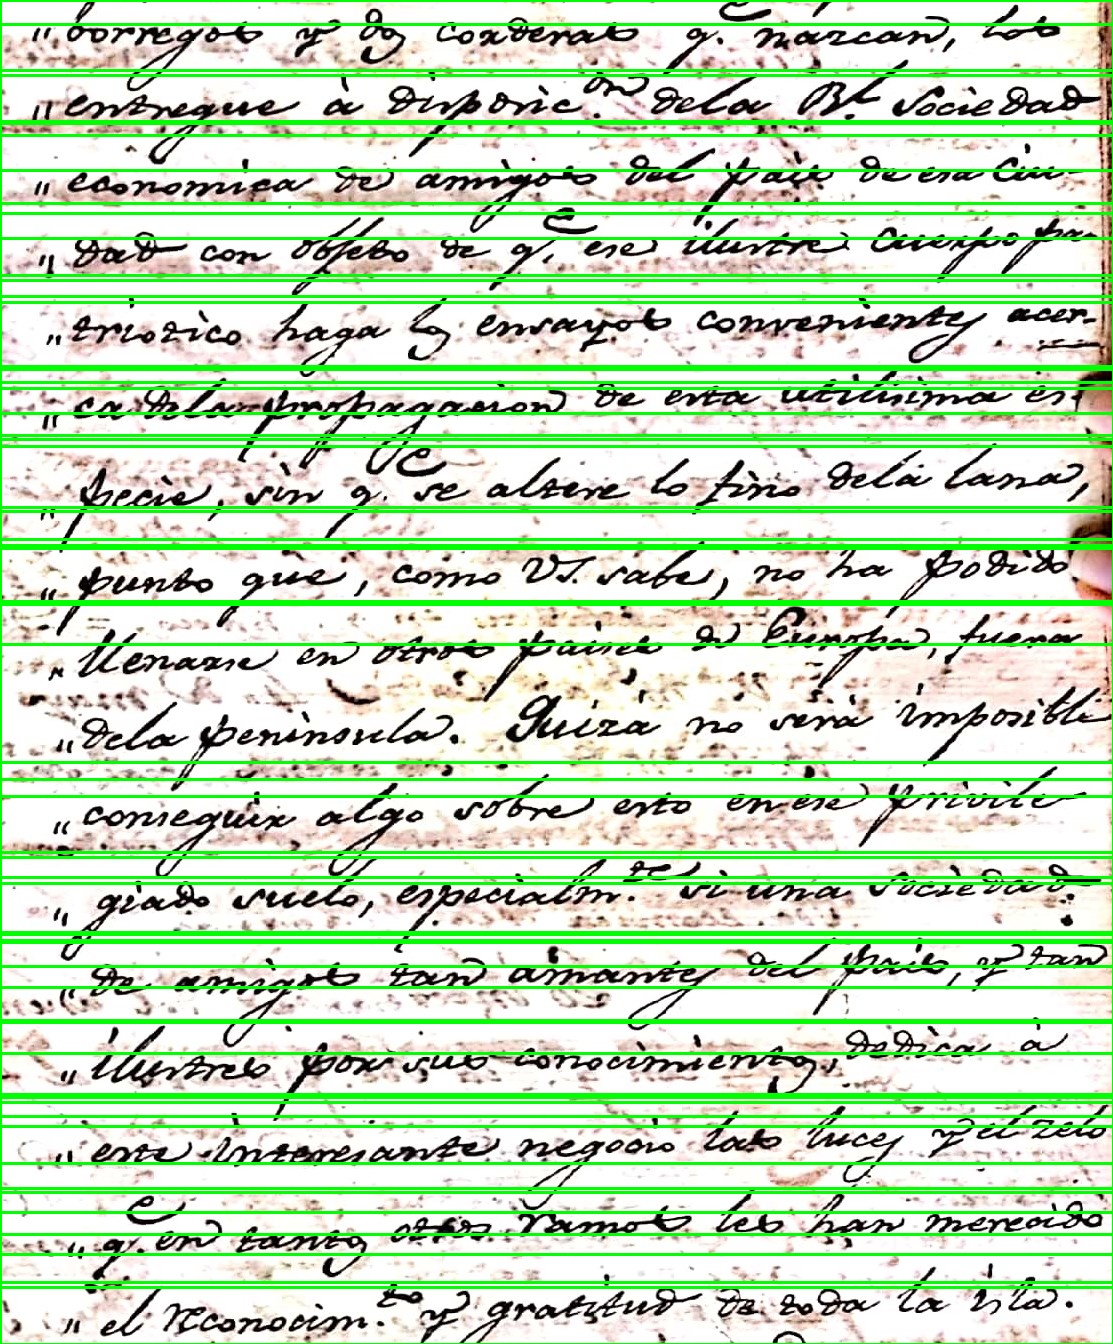 „borregos y dos corderas q.e nazcan, los
„entregue à disposic.on dela Rl. Sociedad
„economica de amigos del pais de esa Ciu-
„dad con objeto de q.e ese ilustre Cuerpo pa-
„triotico haga los ensayos convenientes acer-
„ca dela propagacion de esta utilisima es-
„pecie, sin q.e se altere lo fino dela lana,
„punto que, como VS. sabe, no ha podido
„llenarse en otros paises de Europa, fuera
„dela peninsula. Quizà no serà imposible
„conseguir algo sobre esto en ese privile
„giado suelo, especialm.te si una sociedad
„de amigos tan amantes del pais, y tan
„ilustres por sus conocimientos, dedica à
„este interesante negocio las luces y el zelo
„q.e en tantos otros ramos les han merecido
„el reconocim.to y gratitud de toda la isla.